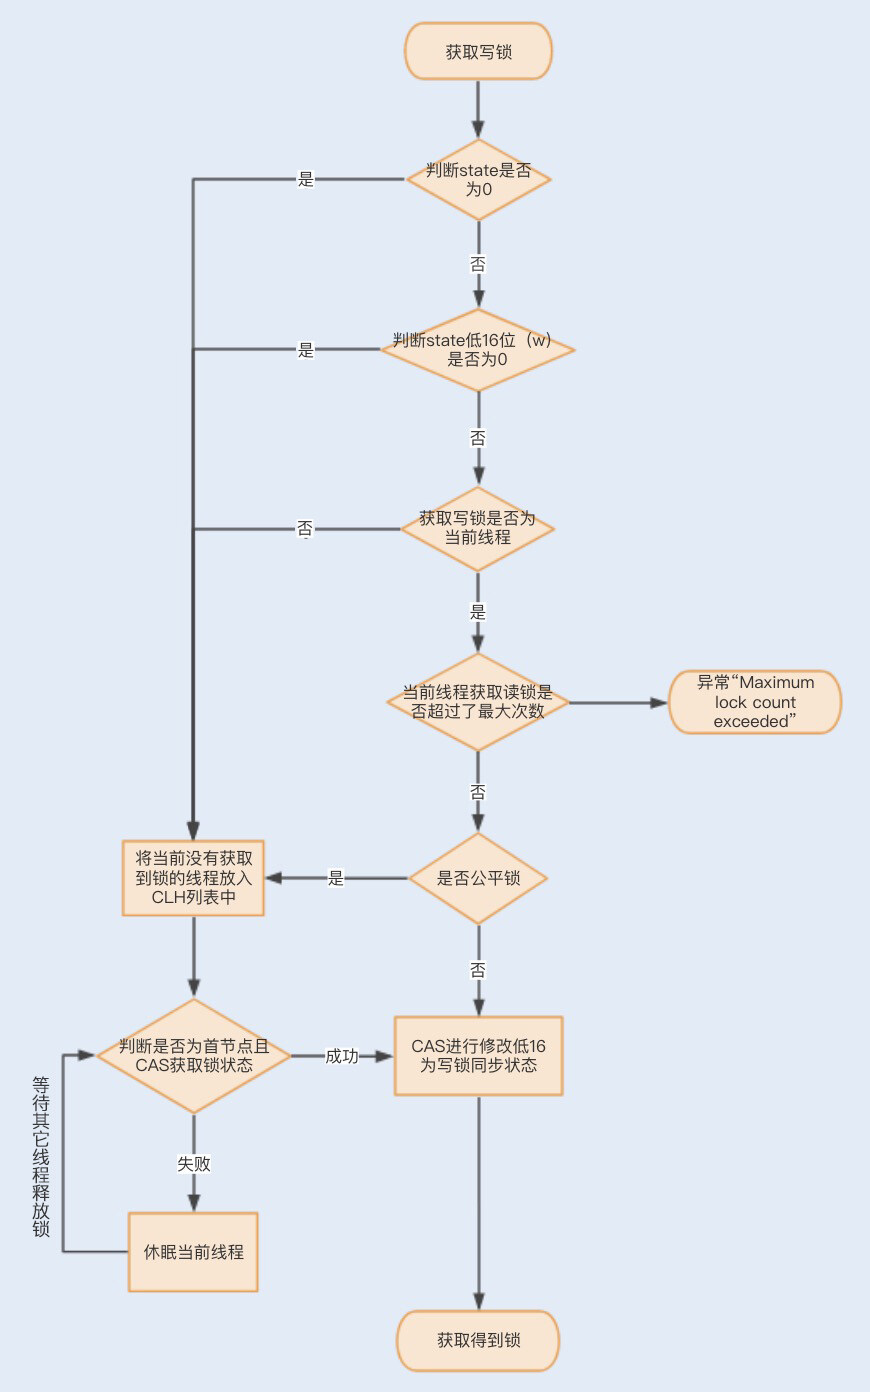 获取写锁
判断state是否
为0
是
否
判断state低16位（w）
是否为0
是
否
获取写锁是否为
当前线程
否
是
当前线程获取读锁是
否超过了最大次数
异常“Maximum
lock count
exceeded”
否
将当前没有获取
到锁的线程放入
CLH列表中
是
是否公平锁
否
判断是否为首节点且
CAS获取锁状态
成功
CAS进行修改低16
为写锁同步状态
等待其它线程释放锁
失败
休眠当前线程
获取得到锁